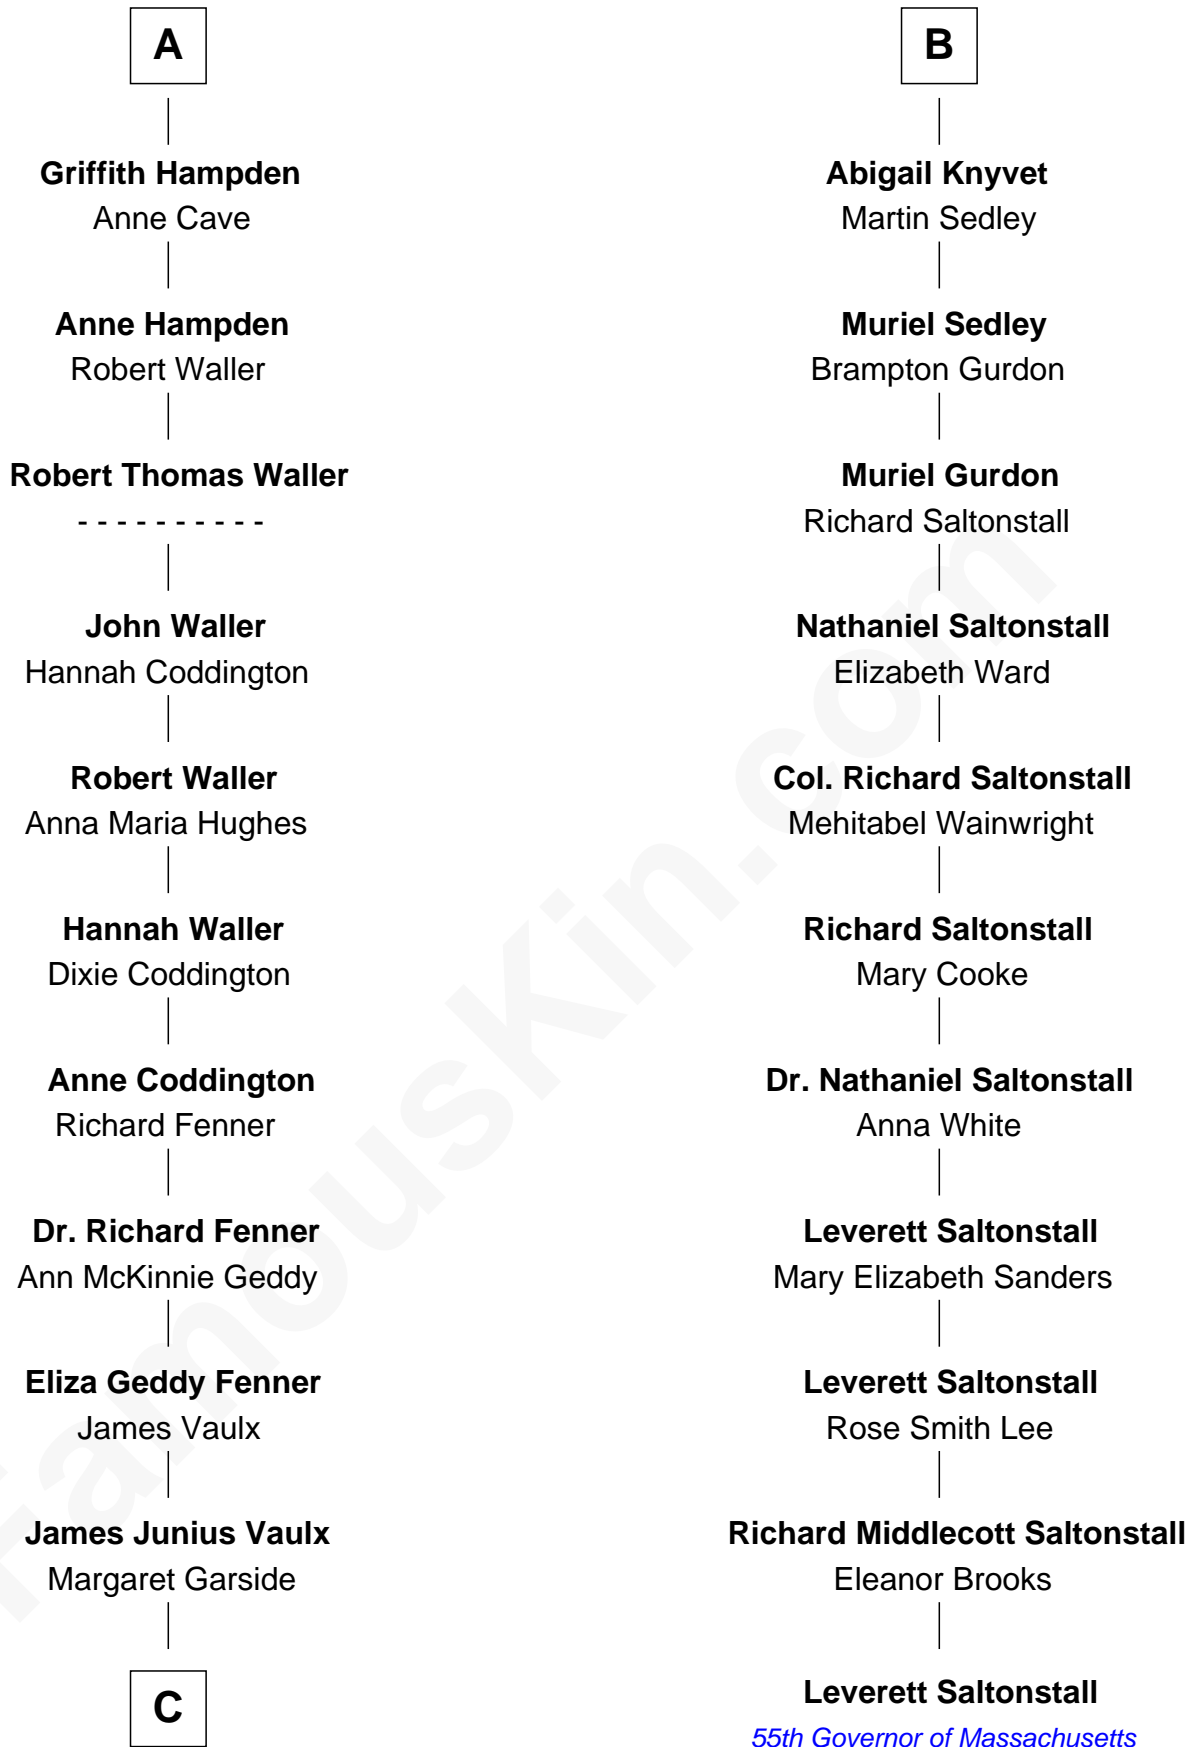 A
Griffith Hampden
Anne Cave
Anne Hampden
Robert Waller
Robert Thomas Waller
- - - - - - - - - -
John Waller
Hannah Coddington
Robert Waller
Anna Maria Hughes
Hannah Waller
Dixie Coddington
Anne Coddington
Richard Fenner
Dr. Richard Fenner
Ann McKinnie Geddy
Eliza Geddy Fenner
James Vaulx
James Junius Vaulx
Margaret Garside
C
B
Abigail Knyvet
Martin Sedley
Muriel Sedley
Brampton Gurdon
Muriel Gurdon
Richard Saltonstall
Nathaniel Saltonstall
Elizabeth Ward
Col. Richard Saltonstall
Mehitabel Wainwright
Richard Saltonstall
Mary Cooke
Dr. Nathaniel Saltonstall
Anna White
Leverett Saltonstall
Mary Elizabeth Sanders
Leverett Saltonstall
Rose Smith Lee
Richard Middlecott Saltonstall
Eleanor Brooks
Leverett Saltonstall
55th Governor of Massachusetts
FamousKin.com